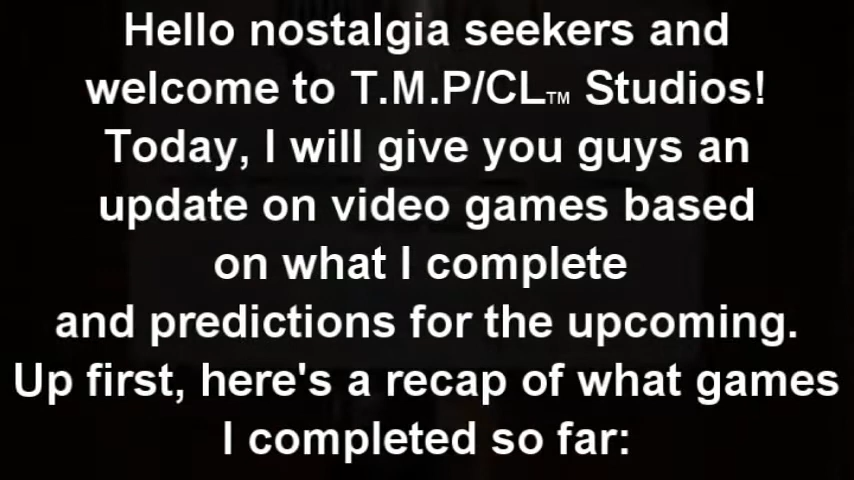 Hello nostalgia seekers and
welcome to T.M.P/CL™ Studios!
Today, I will give you guys an
update on video games based
on what I complete
and predictions for the upcoming.
Up first, here's a recap of what games
I completed so far: